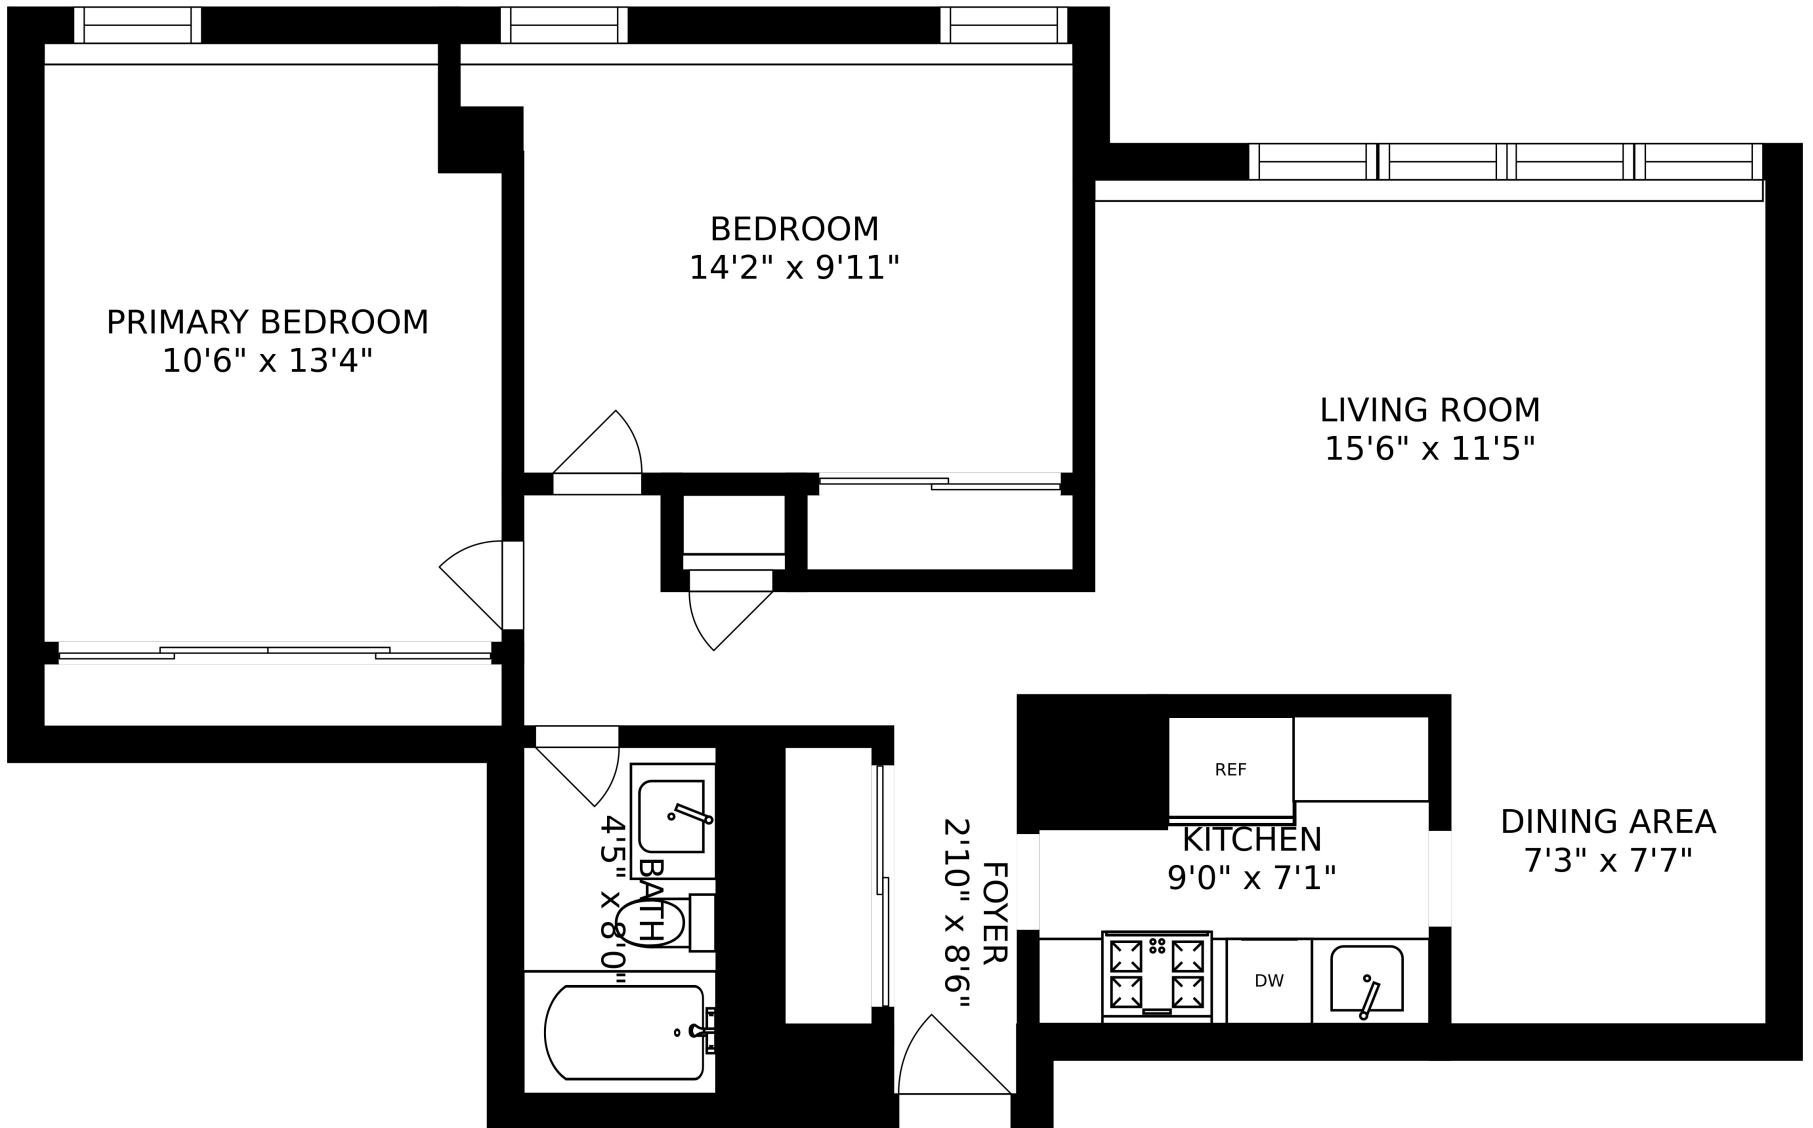 BEDROOM
14'2" x 9'11"
PRIMARY BEDROOM
10'6" x 13'4"
LIVING ROOM
15'6" x 11'5"
REF
KITCHEN
9'0" x 7'1"
DINING AREA
7'3" x 7'7"
BATH
4'5" x 8'0"
FOYER
2'10" x 8'6"
DW